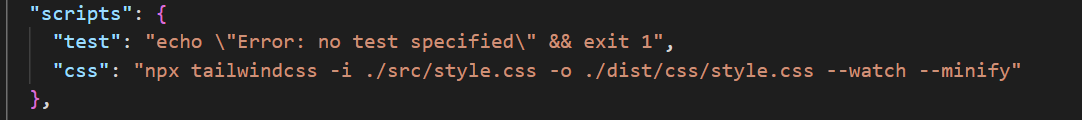 "scripts": {
"test": "echo \"Error: no test specified\" && exit 1",
"css": "npx tailwindcss -i ./src/style.css -o ./dist/css/style.css --watch --minify"
},